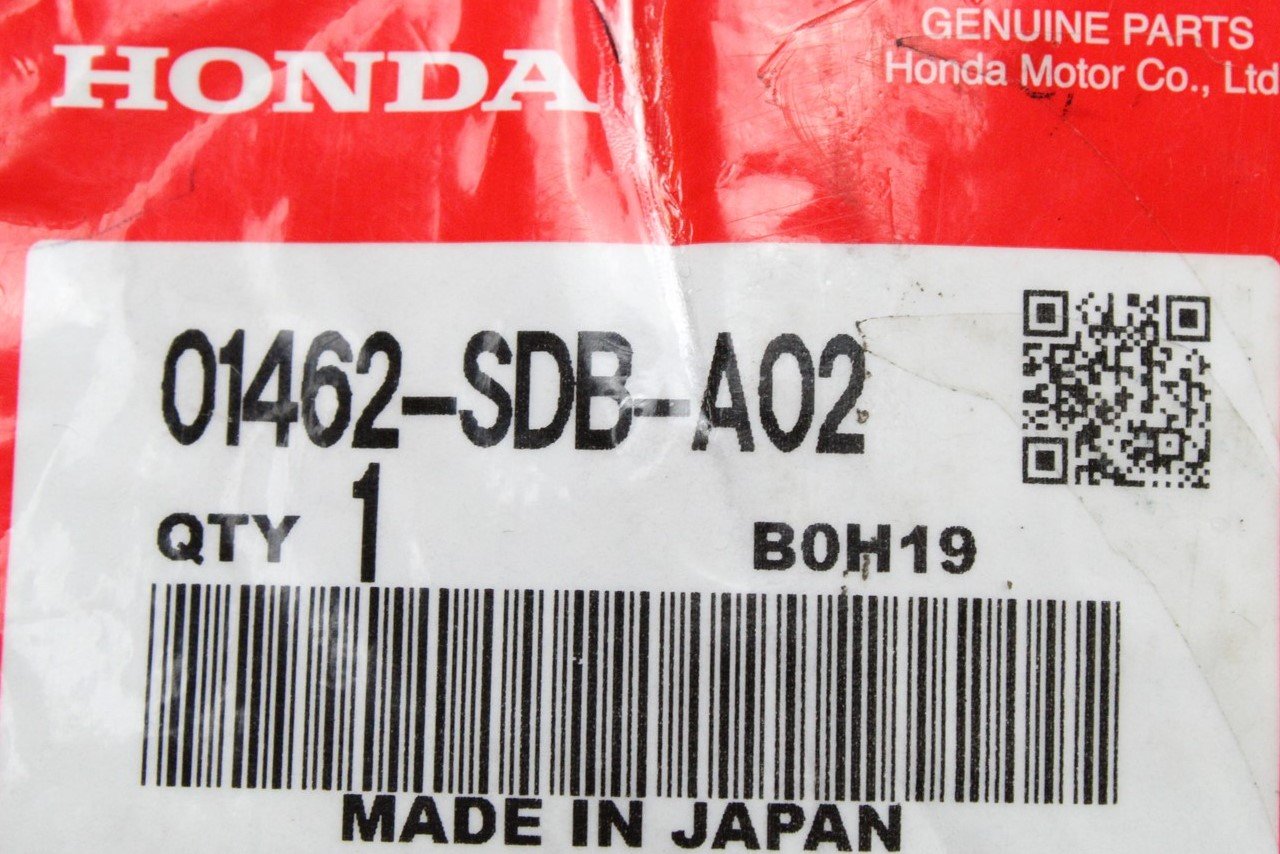 HONDA
GENUINE PARTS
Honda Motor Co., Ltd
01462-SDB-A02
QTY 1
B0H19
MADE IN JAPAN